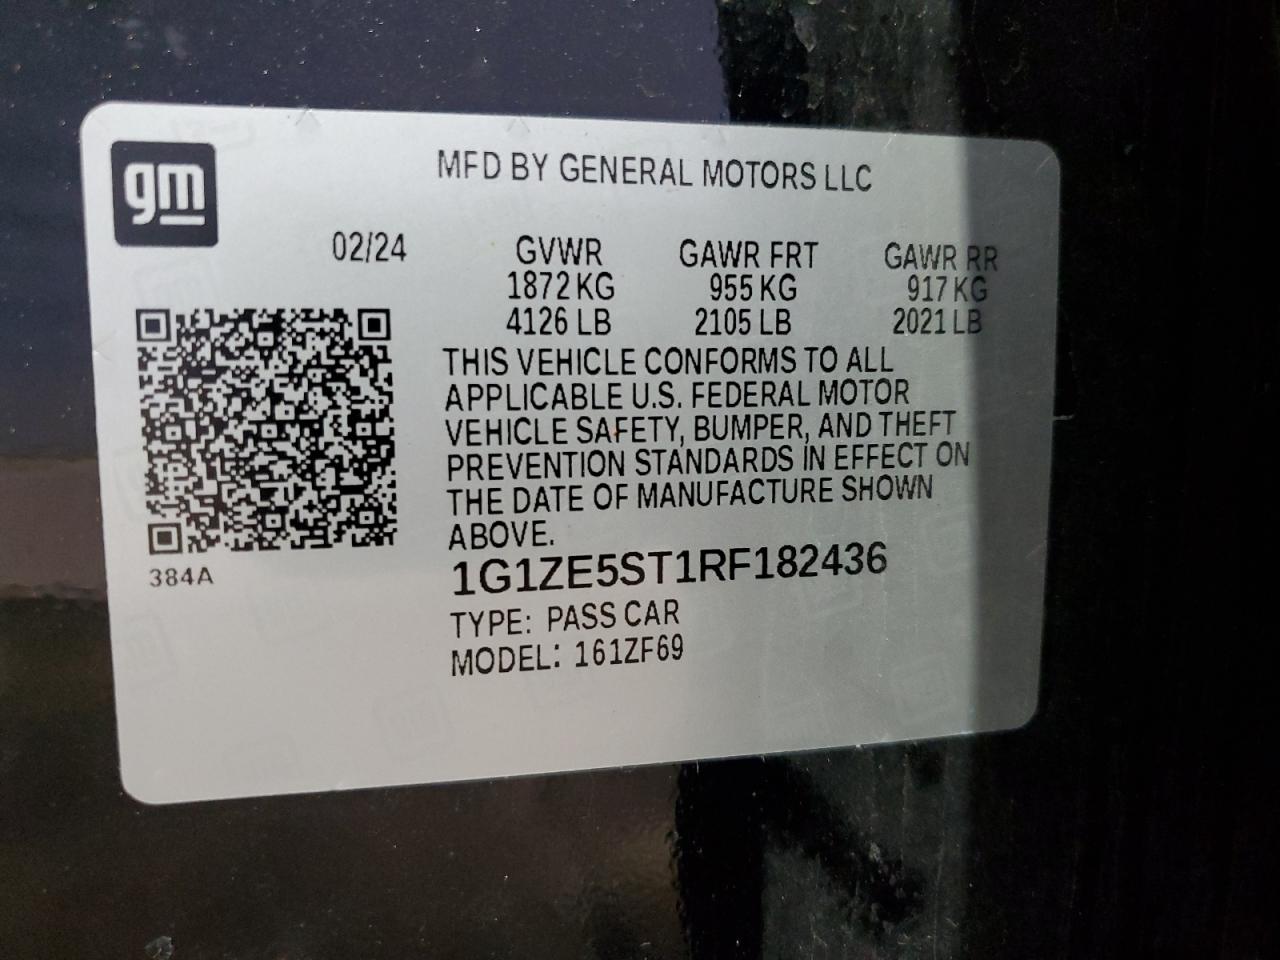 gm
MFD BY GENERAL MOTORS LLC
02/24 GVWR GAWR FRT GAWR RR
1872 KG 955 KG 917 KG
4126 LB 2105 LB 2021 LB
THIS VEHICLE CONFORMS TO ALL
APPLICABLE U.S. FEDERAL MOTOR
VEHICLE SAFETY, BUMPER, AND THEFT
PREVENTION STANDARDS IN EFFECT ON
THE DATE OF MANUFACTURE SHOWN
ABOVE.
384A
1G1ZE5ST1RF182436
TYPE: PASS CAR
MODEL: 161ZF69